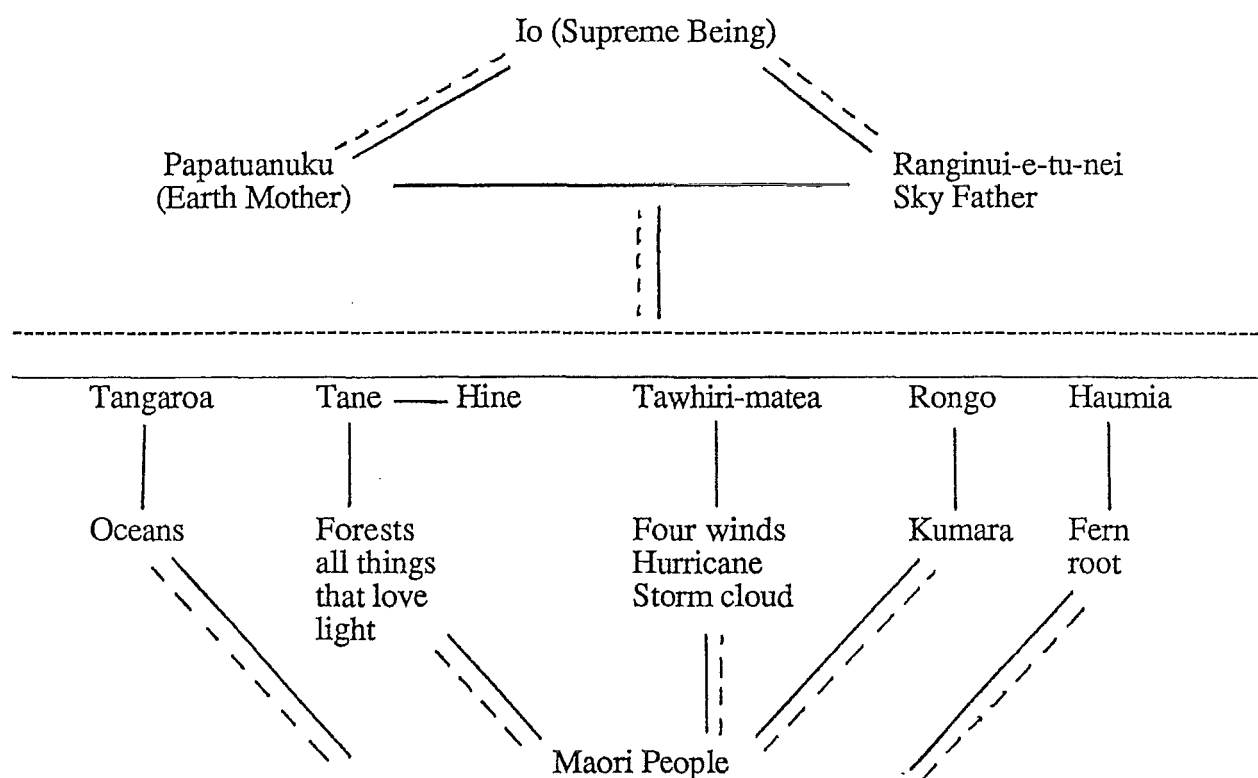 Io (Supreme Being)
Papatuanuku
(Earth Mother)
Ranginui-e-tu-nei
Sky Father
Tangaroa
Tane
Hine
Tawhiri-matea
Rongo
Haumia
Oceans
Forests
all things
that love
light
Four winds
Hurricane
Storm cloud
Kumara
Fern
root
Maori People